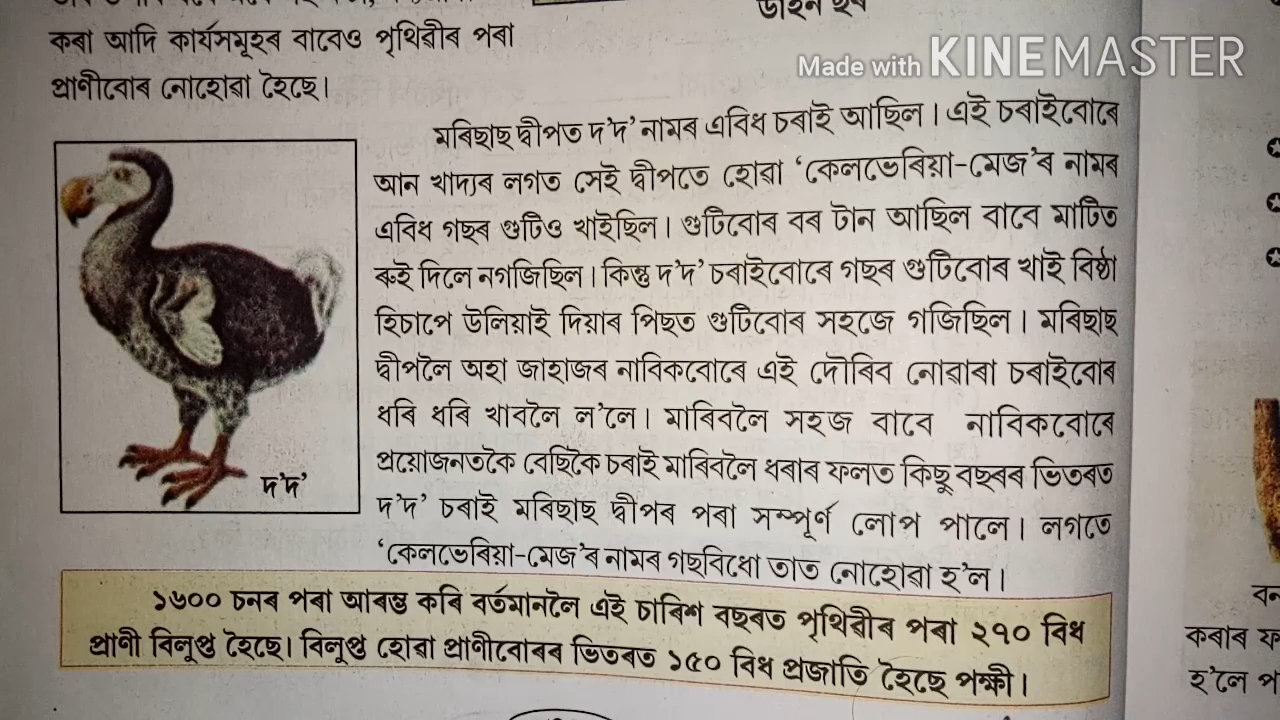 ডাইন ছৰ
কৰা আদি কাৰ্যসমূহৰ বাবেও পৃথিৱীৰ পৰা
প্ৰাণীবোৰ নোহোৱা হৈছে।
Made with KINEMASTER
মৰিছাছ দ্বীপত দ'দ' নামৰ এবিধ চৰাই আছিল। এই চৰাইবোৰে
আন খাদ্যৰ লগত সেই দ্বীপতে হোৱা ‘কেলভেৰিয়া-মেজ’ৰ নামৰ
এবিধ গছৰ গুটিও খাইছিল। গুটিবোৰ বৰ টান আছিল বাবে মাটিত
ৰুই দিলে নগজিছিল। কিন্তু দ'দ' চৰাইবোৰে গছৰ গুটিবোৰ খাই বিষ্ঠা
হিচাপে উলিয়াই দিয়াৰ পিছত গুটিবোৰ সহজে গজিছিল। মৰিছাছ
দ্বীপলৈ অহা জাহাজৰ নাবিকবোৰে এই দৌৰিব নোৱাৰা চৰাইবোৰ
ধৰি ধৰি খাবলৈ ল'লে। মাৰিবলৈ সহজ বাবে নাবিকবোৰে
প্ৰয়োজনতকৈ বেছিকৈ চৰাই মাৰিবলৈ ধৰাৰ ফলত কিছু বছৰৰ ভিতৰত
দ'দ' চৰাই মৰিছাছ দ্বীপৰ পৰা সম্পূৰ্ণ লোপ পালে। লগতে
‘কেলভেৰিয়া-মেজ’ৰ নামৰ গছবিধো তাত নোহোৱা হ'ল।
দ'দ'
১৬০০ চনৰ পৰা আৰম্ভ কৰি বৰ্তমানলৈ এই চাৰিশ বছৰত পৃথিৱীৰ পৰা ২৭০ বিধ
প্ৰাণী বিলুপ্ত হৈছে। বিলুপ্ত হোৱা প্ৰাণীবোৰৰ ভিতৰত ১৫০ বিধ প্ৰজাতি হৈছে পক্ষী।
কৰাৰ
হ'লে